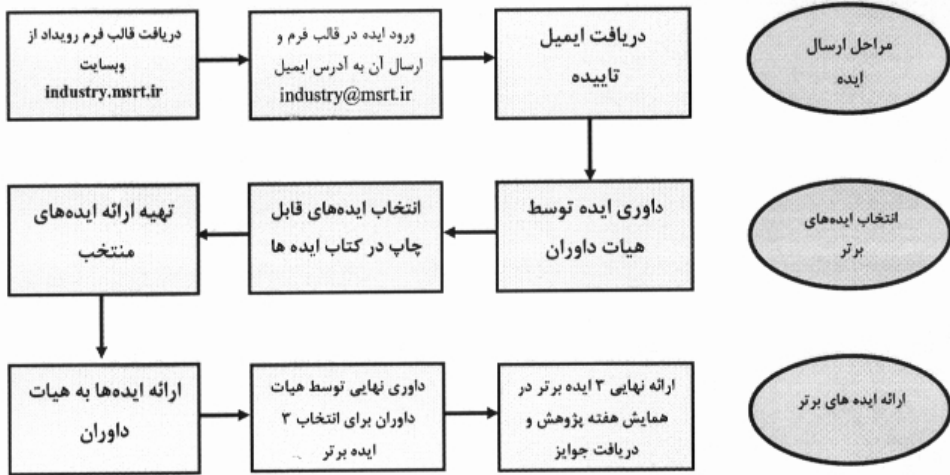 مراحل ارسال
ایده
دریافت قالب فرم رویداد از
وبسایت
industry.msrt.ir
ورود ایده در قالب فرم و
ارسال آن به آدرس ایمیل
industry@msrt.ir
دریافت ایمیل
تاییده
انتخاب ایده‌های
برتر
داوری ایده توسط
هیات داوران
انتخاب ایده‌های قابل
چاپ در کتاب ایده ها
تهیه ارائه ایده‌های
منتخب
ارائه ایده های برتر
ارائه ایده‌ها به هیات
داوران
داوری نهایی توسط هیات
داوران برای انتخاب ۳
ایده برتر
ارائه نهایی ۳ ایده برتر در
همایش هفته پژوهش و
دریافت جوایز